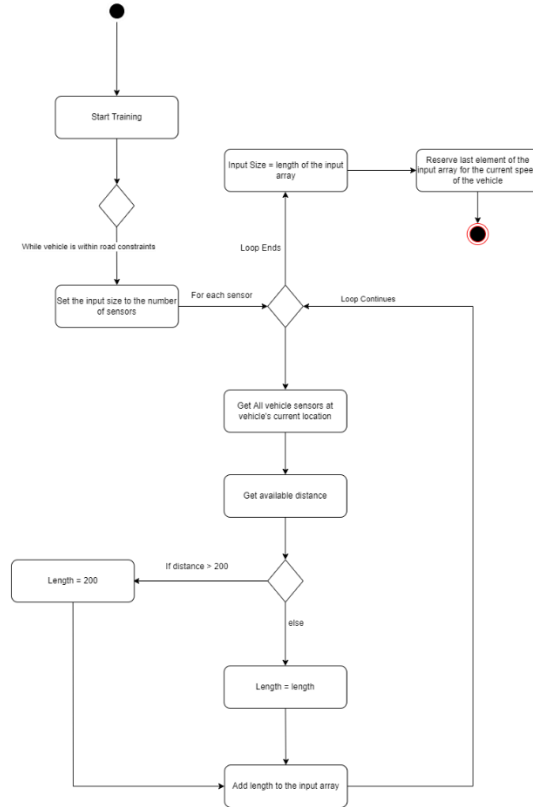 Start Training
Input Size = length of the input
array
Reserve last element of the
input array for the current speed
of the vehicle
While vehicle is within road constraints
Loop Ends
Set the input size to the number
of sensors
For each sensor
Loop Continues
Get All vehicle sensors at
vehicle's current location
Get available distance
If distance > 200
Length = 200
else
Length = length
Add length to the input array